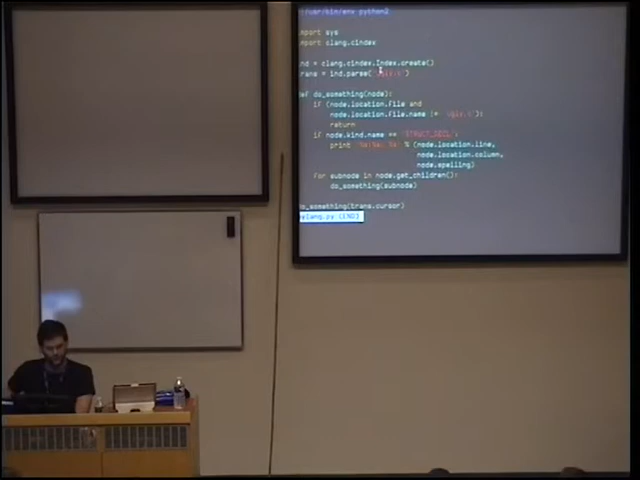 /usr/bin/env python2
import sys
import clang.cindex
ind = clang.cindex.Index.create()
trans = ind.parse(
def do_something(node):
if (node.location.file and
node.location.file.name !=
return
if node.kind.name == 'STRUCT_DECL':
print % (node.location.line,
node.location.column,
node.spelling)
for subnode in node.get_children():
do_something(subnode)
do_something(trans.cursor)
(END)